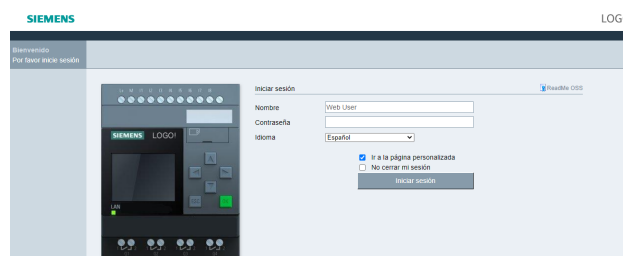 SIEMENS
LOG
Bienvenido
Por favor inicie sesión
Iniciar sesión
ReadMe OSS
Nombre
Web User
Contraseña
Idioma
Español
Ir a la página personalizada
No cerrar mi sesión
Iniciar sesión
SIEMENS LOGO!
LAN